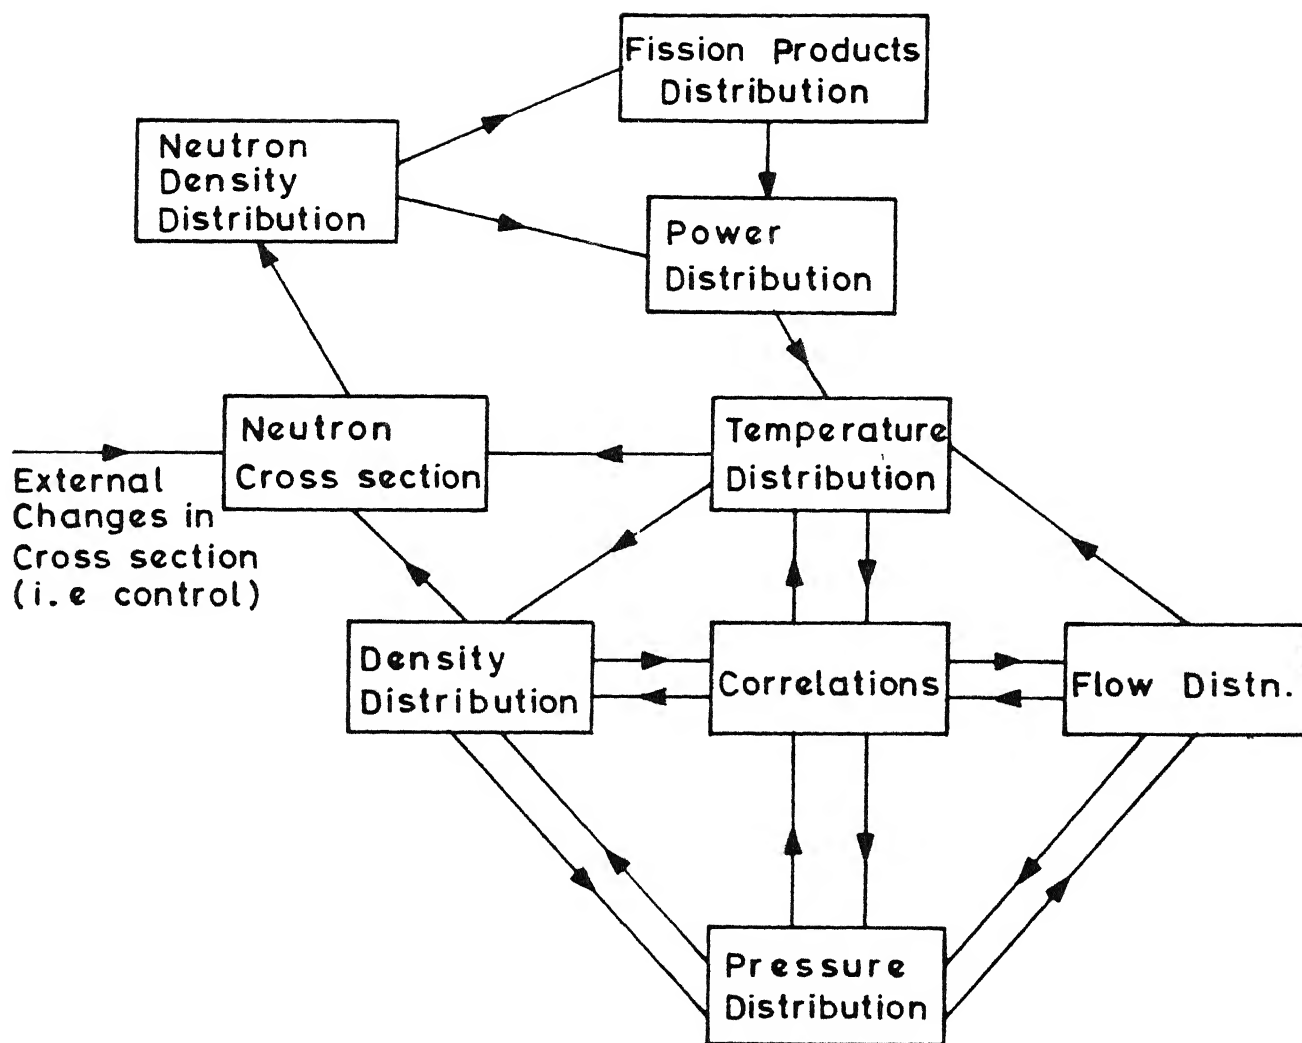 Fission Products
Distribution
Neutron
Density
Distribution
Power
Distribution
Neutron
Cross section
Temperature
Distribution
External
Changes in
Cross section
(i.e control)
Density
Distribution
Correlations
Flow Distn.
Pressure
Distribution